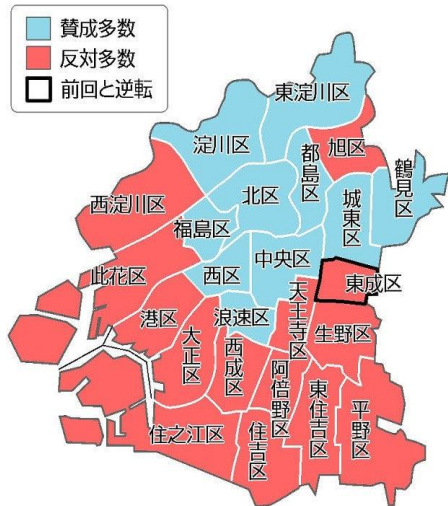 賛成多数
反対多数
前回と逆転
東淀川区
淀川区
旭区
都島区
鶴見区
西淀川区
北区
城東区
福島区
此花区
西区
中央区
東成区
港区
浪速区
天王寺区
生野区
大正区
西成区
阿倍野区
東住吉区
平野区
住之江区
住吉区